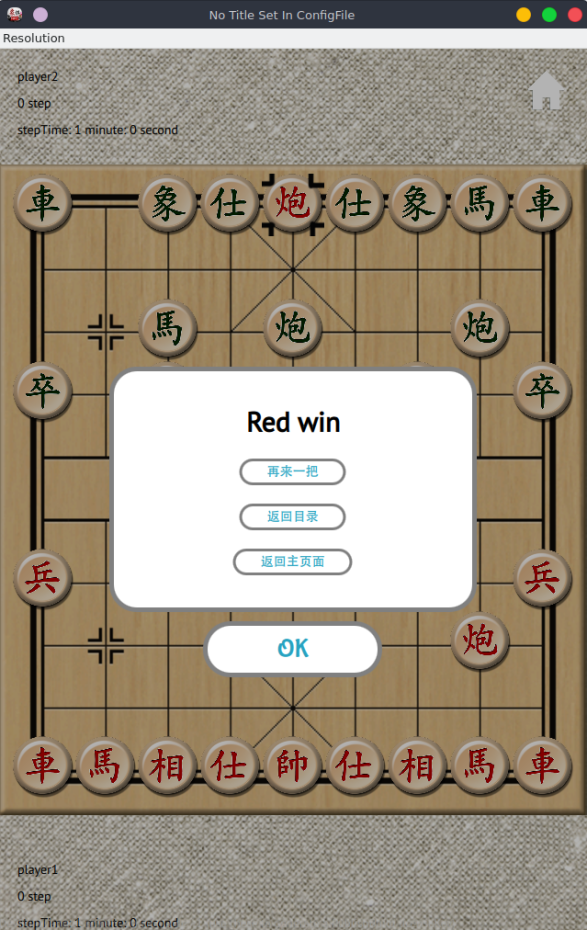 No Title Set In ConfigFile
Resolution
player2
0 step
stepTime: 1 minute: 0 second
車 象 仕 炮 仕 象 馬 車
馬 炮 炮
卒 卒
Red win
再来一把
返回目录
返回主页面
兵 兵
OK
炮
車 馬 相 仕 帥 仕 相 馬 車
player1
0 step
stepTime: 1 minute: 0 second